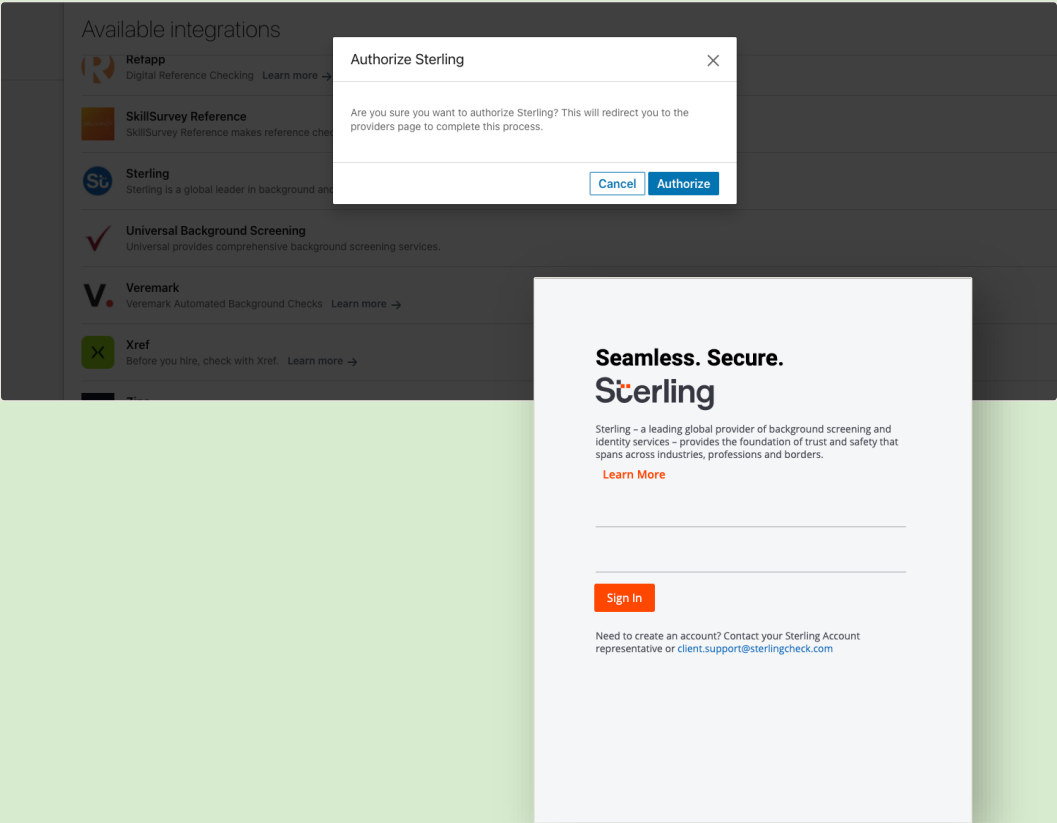 Available integrations
Refapp
Digital Reference Checking Learn more →
SkillSurvey Reference
SkillSurvey Reference makes reference
Sterling
Sterling is a global leader in background
Universal Background Screening
Universal provides comprehensive background screening services.
Veremark
Veremark Automated Background Checks Learn more →
Xref
Before you hire, check with Xref. Learn more →
Authorize Sterling
Are you sure you want to authorize Sterling? This will redirect you to the
providers page to complete this process.
Cancel Authorize
Seamless. Secure.
Sterling
Sterling – a leading global provider of background screening and
identity services – provides the foundation of trust and safety that
spans across industries, professions and borders.
Learn More
Sign In
Need to create an account? Contact your Sterling Account
representative or client.support@sterlingcheck.com